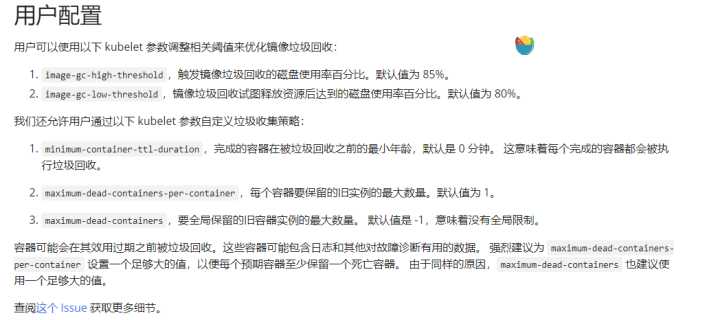 用户配置
用户可以使用以下 kubelet 参数调整相关阈值来优化镜像垃圾回收：
1. image-gc-high-threshold ，触发镜像垃圾回收的磁盘使用率百分比。默认值为 85%。
2. image-gc-low-threshold ，镜像垃圾回收试图释放资源后达到的磁盘使用率百分比。默认值为 80%。
我们还允许用户通过以下 kubelet 参数自定义垃圾收集策略：
1. minimum-container-ttl-duration ，完成的容器在被垃圾回收之前的最小年龄，默认是 0 分钟。 这意味着每个完成的容器都会被执
行垃圾回收。
2. maximum-dead-containers-per-container ，每个容器要保留的旧实例的最大数量。默认值为 1。
3. maximum-dead-containers ，要全局保留的旧容器实例的最大数量。 默认值是 -1，意味着没有全局限制。
容器可能会在其效用过期之前被垃圾回收。这些容器可能包含日志和其他对故障诊断有用的数据。 强烈建议为 maximum-dead-containers-
per-container 设置一个足够大的值，以便每个预期容器至少保留一个死亡容器。 由于同样的原因， maximum-dead-containers 也建议使
用一个足够大的值。
查阅这个 Issue 获取更多细节。